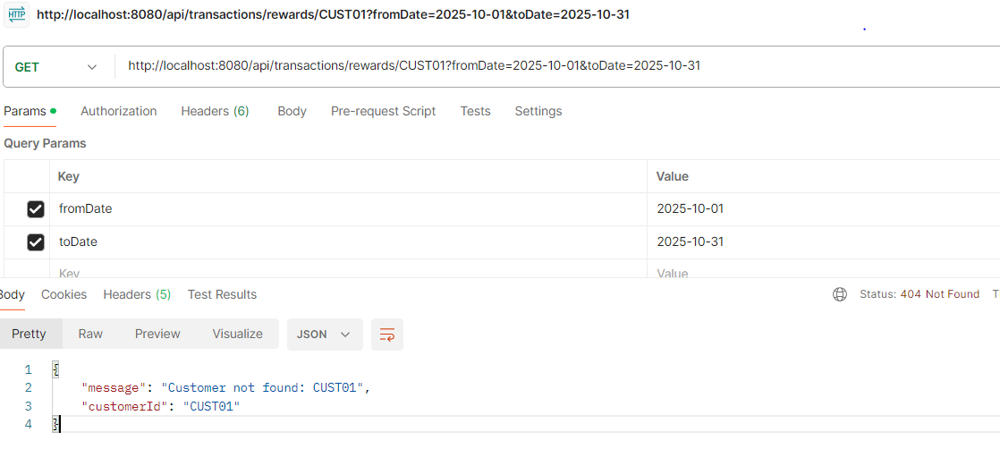 HTTP http://localhost:8080/api/transactions/rewards/CUST01?fromDate=2025-10-01&toDate=2025-10-31
GET http://localhost:8080/api/transactions/rewards/CUST01?fromDate=2025-10-01&toDate=2025-10-31
Params Authorization Headers (6) Body Pre-request Script Tests Settings
Query Params
Key Value
fromDate 2025-10-01
toDate 2025-10-31
Key Value
Body Cookies Headers (5) Test Results Status: 404 Not Found T
Pretty Raw Preview Visualize JSON
1 {
2 "message": "Customer not found: CUST01",
3 "customerId": "CUST01"
4 }